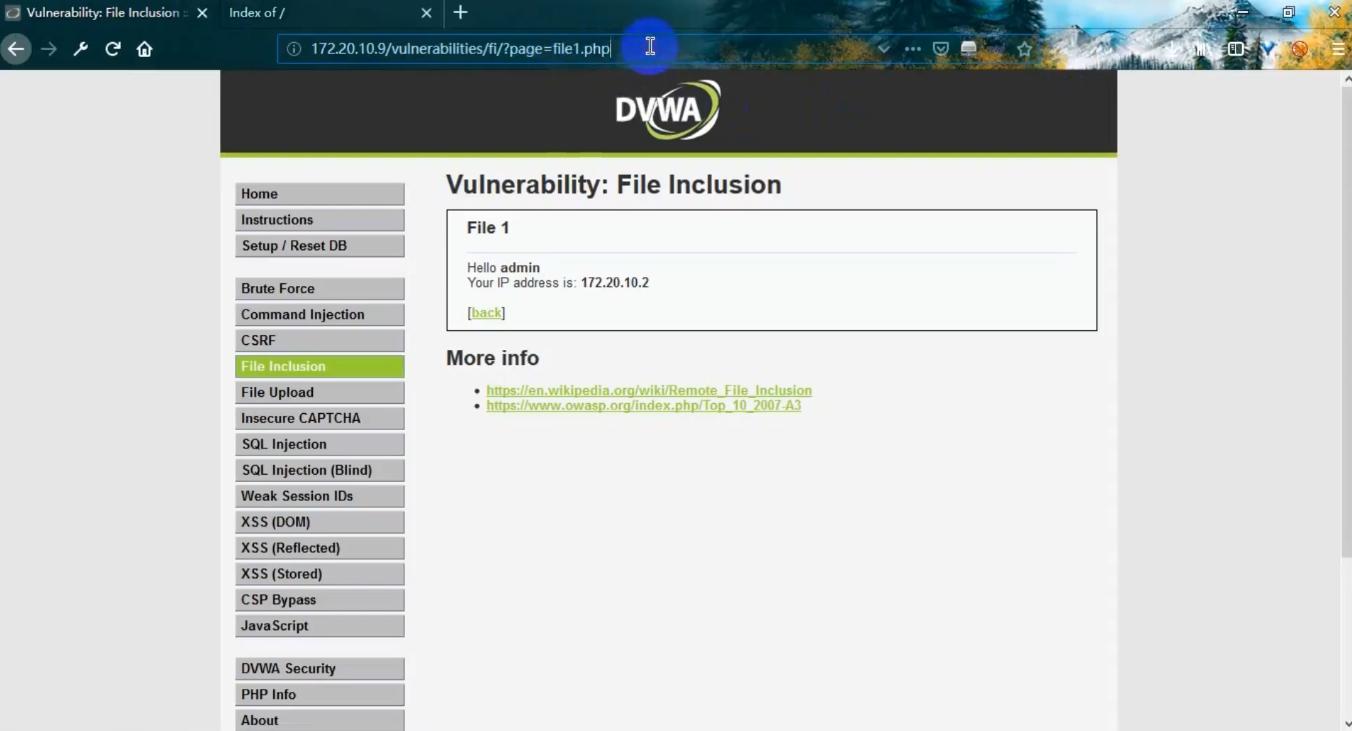 Vulnerability: File Inclusion :
Index of /
172.20.10.9/vulnerabilities/fi/?page=file1.php
DVWA
Home
Instructions
Setup / Reset DB
Brute Force
Command Injection
CSRF
File Inclusion
File Upload
Insecure CAPTCHA
SQL Injection
SQL Injection (Blind)
Weak Session IDs
XSS (DOM)
XSS (Reflected)
XSS (Stored)
CSP Bypass
JavaScript
DVWA Security
PHP Info
About
Vulnerability: File Inclusion
File 1
Hello admin
Your IP address is: 172.20.10.2
[back]
More info
https://en.wikipedia.org/wiki/Remote_File_Inclusion
https://www.owasp.org/index.php/Top_10_2007-A3